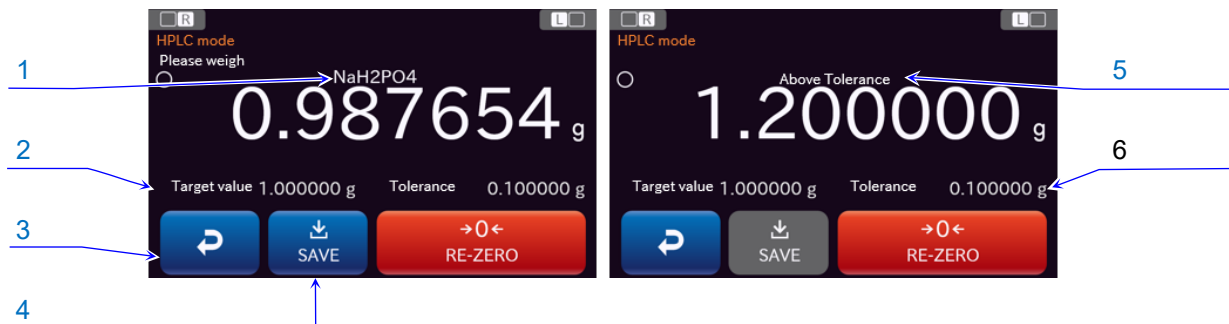 R L
HPLC mode
Please weigh
NaH2PO4
0.987654 g
Target value 1.000000 g Tolerance 0.100000 g
SAVE
→0←
RE-ZERO
R L
HPLC mode
Above Tolerance
1.200000 g
Target value 1.000000 g Tolerance 0.100000 g
SAVE
→0←
RE-ZERO
1
2
3
4
5
6